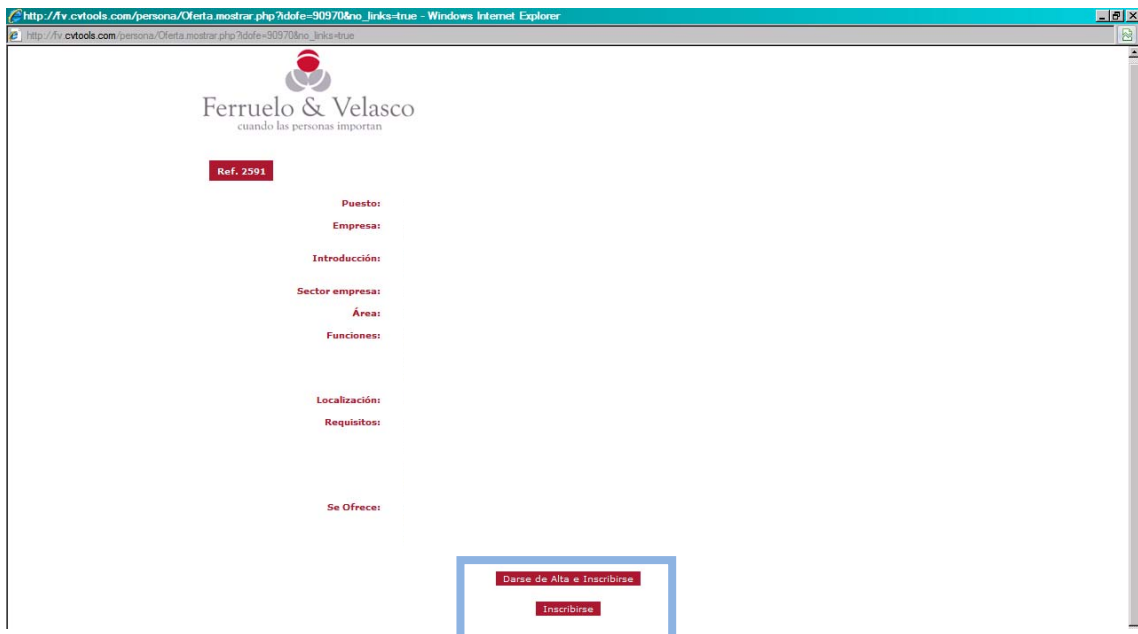 http://fv.cvtools.com/persona/Oferta.mostrar.php?idofe=90970&no_links=true - Windows Internet Explorer
http://fv.cvtools.com/persona/Oferta.mostrar.php?idofe=90970&no_links=true
Ferruelo & Velasco
cuando las personas importan
Ref. 2591
Puesto:
Empresa:
Introducción:
Sector empresa:
Área:
Funciones:
Localización:
Requisitos:
Se Ofrece:
Darse de Alta e Inscribirse
Inscribirse